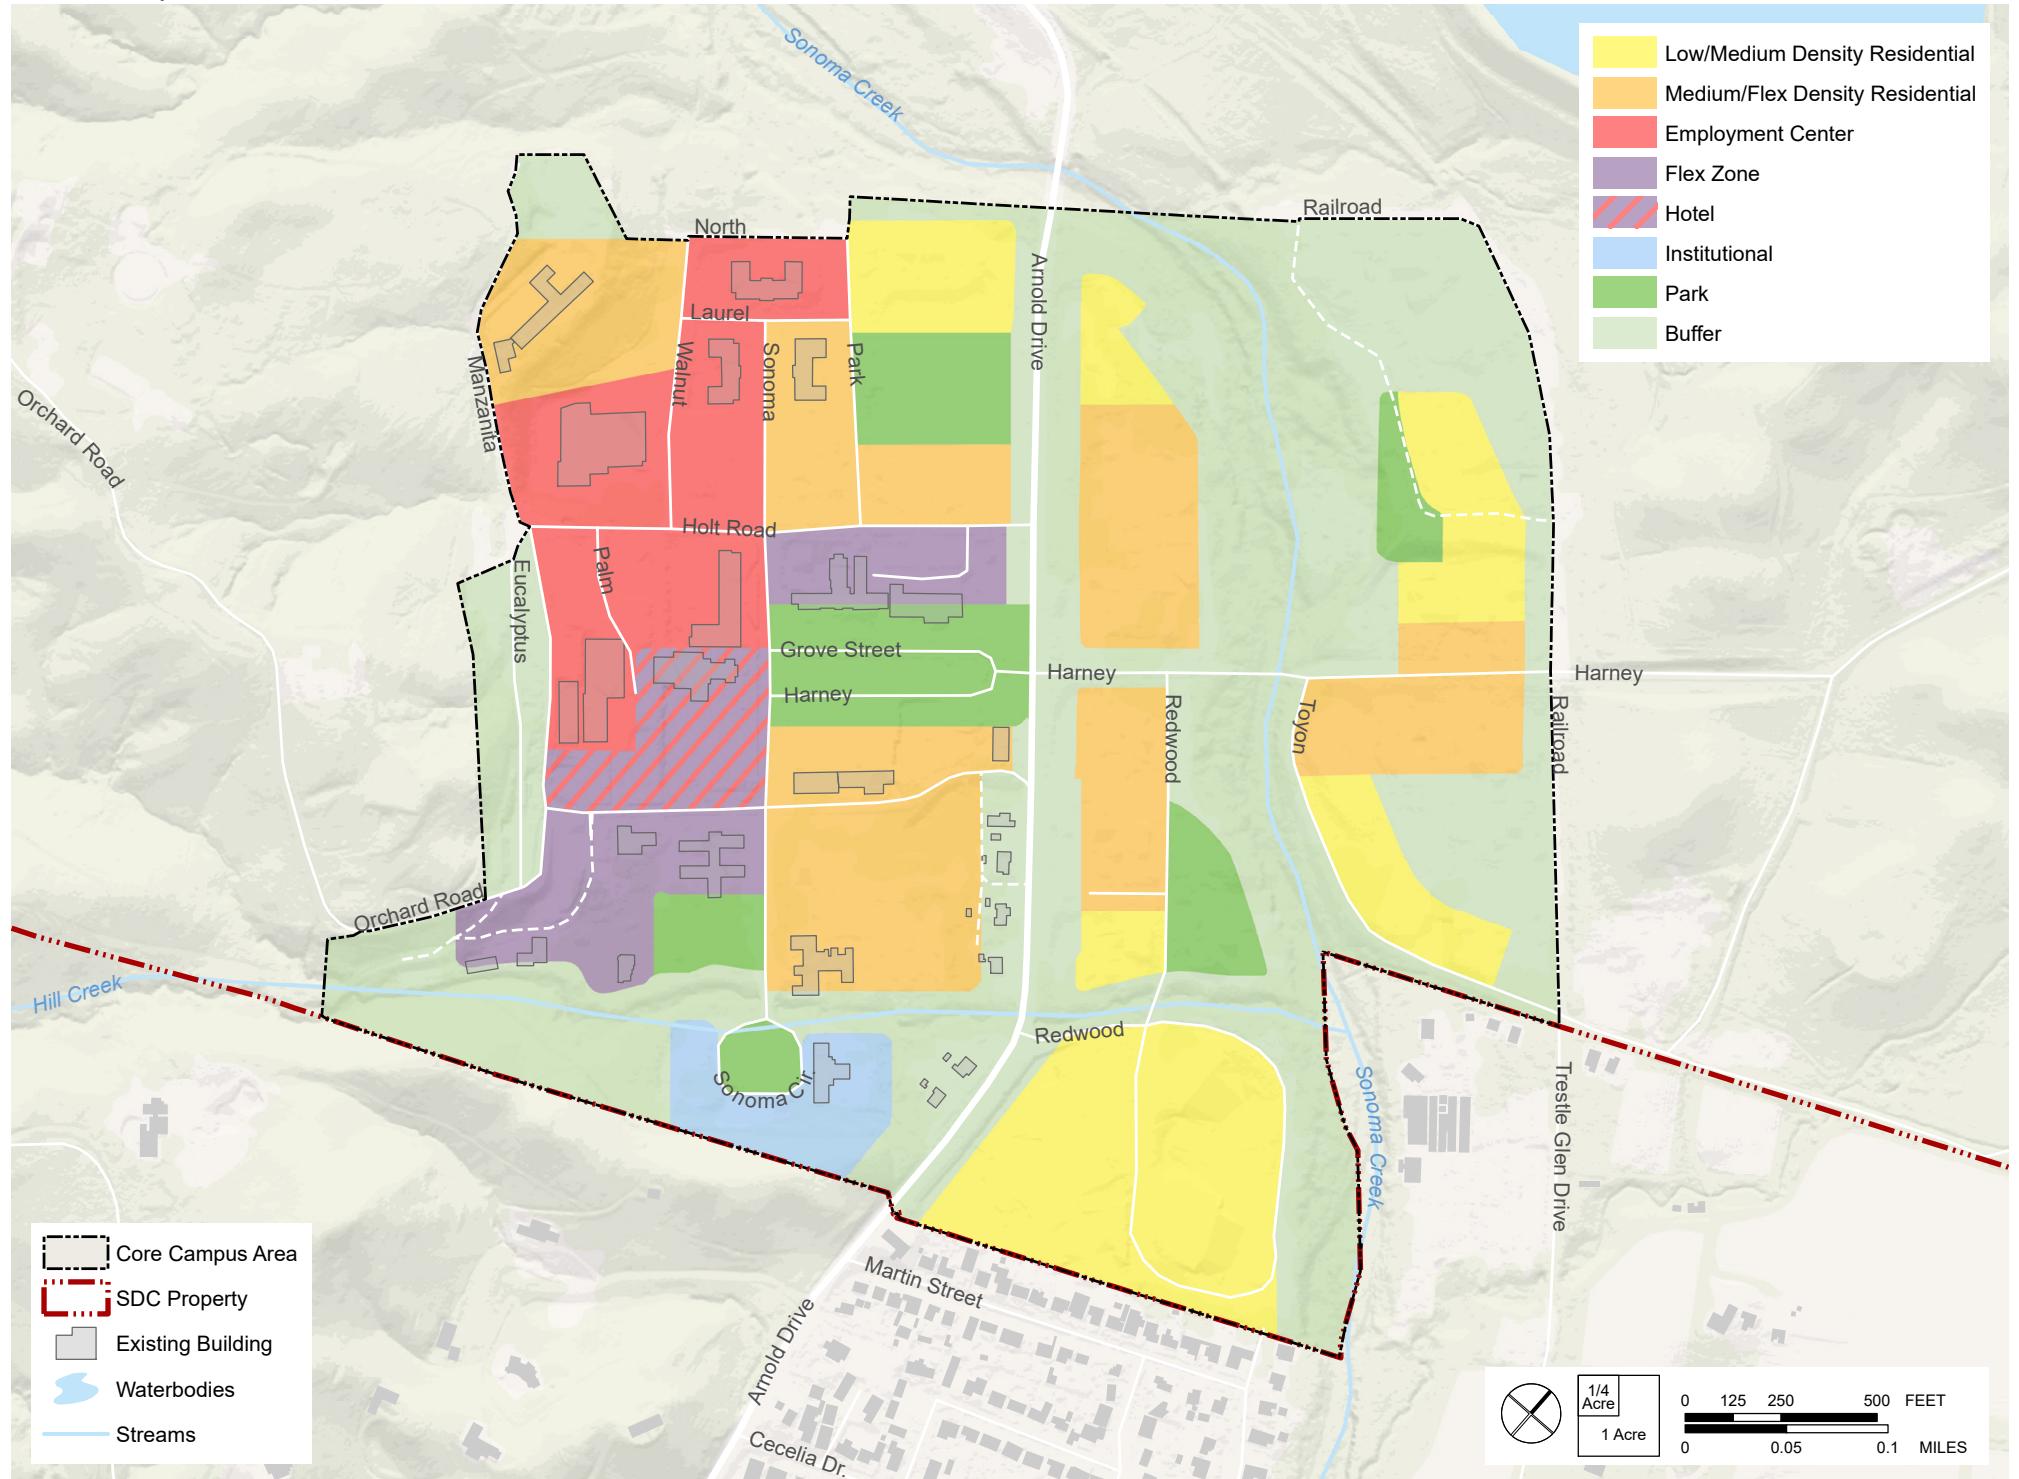 Sonoma Creek
Low/Medium Density Residential
Medium/Flex Density Residential
Employment Center
Flex Zone
Hotel
Institutional
Park
Buffer
Railroad
North
Arnold Drive
Laurel
Manzanita
Walnut
Sonoma
Park
Orchard Road
Holt Road
Palm
Eucalyptus
Grove Street
Harney
Harney
Harney
Redwood
Toyon
Railroad
Orchard Road
Hill Creek
Redwood
Sonoma Cir.
Sonoma Creek
Trestle Glen Drive
Martin Street
Arnold Drive
Cecelia Dr.
Core Campus Area
SDC Property
Existing Building
Waterbodies
Streams
1/4
Acre
1 Acre
0 125 250 500 FEET
0 0.05 0.1 MILES